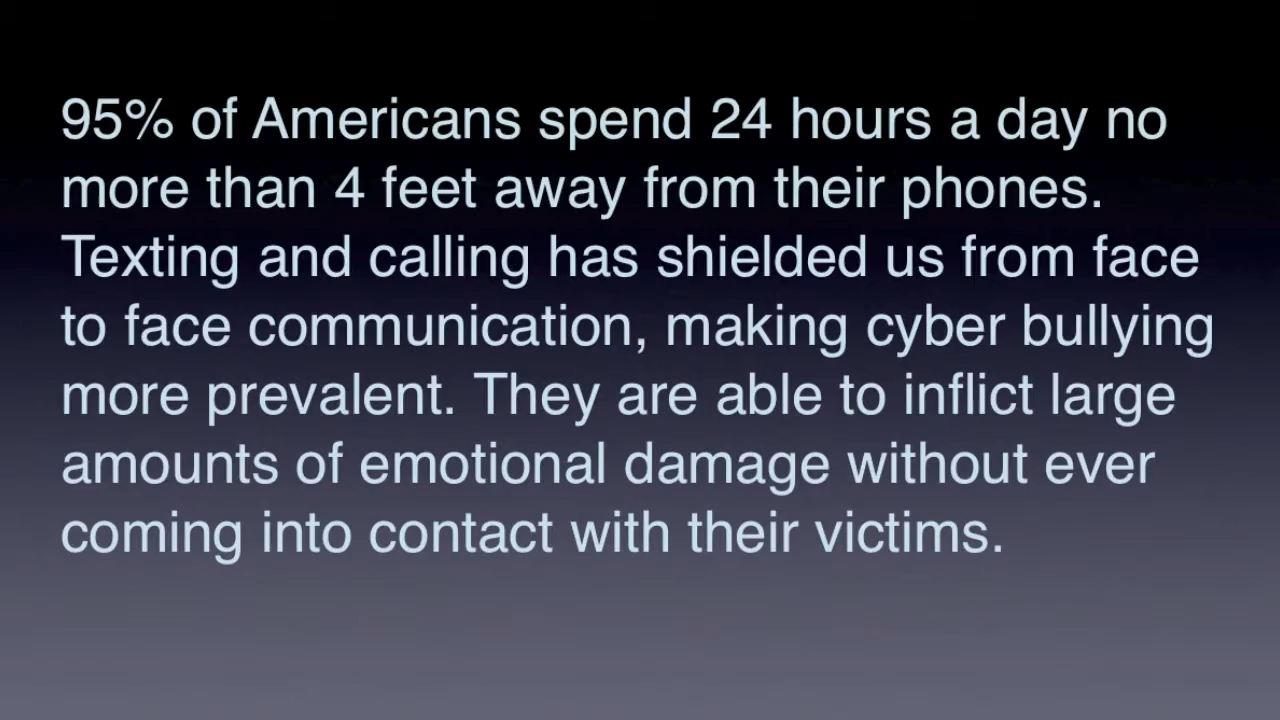 95% of Americans spend 24 hours a day no
more than 4 feet away from their phones.
Texting and calling has shielded us from face
to face communication, making cyber bullying
more prevalent. They are able to inflict large
amounts of emotional damage without ever
coming into contact with their victims.